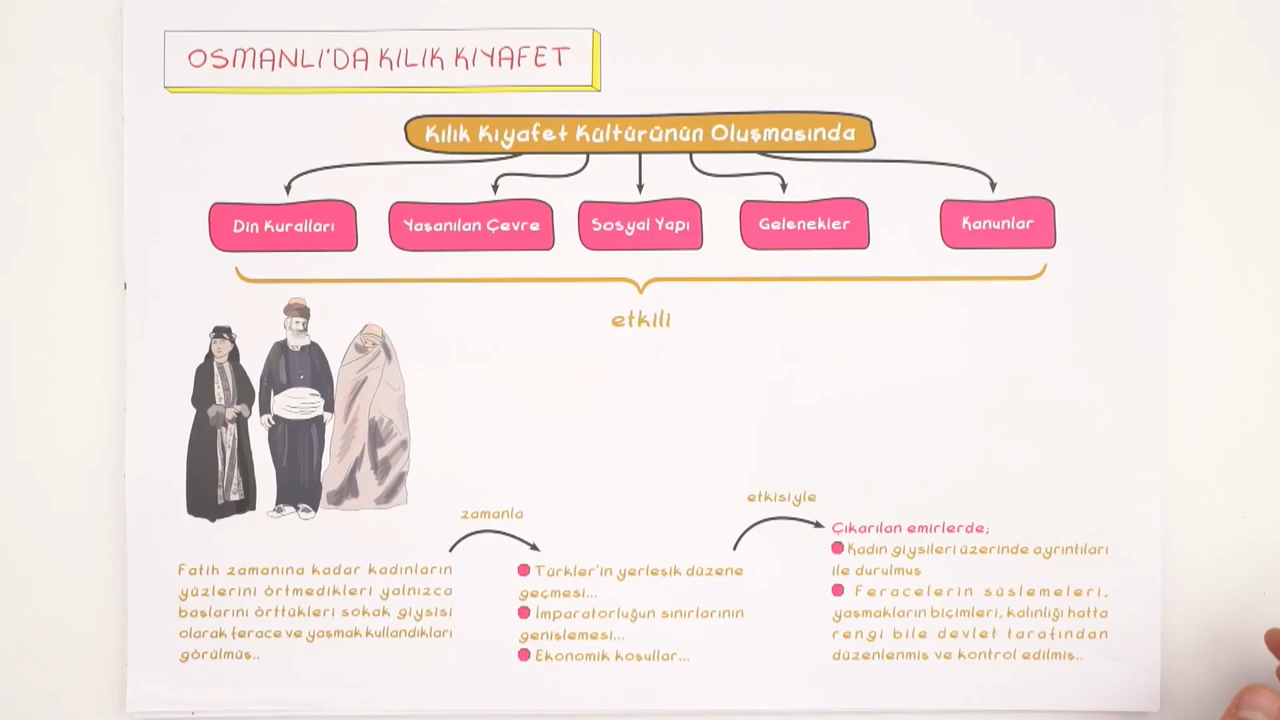 OSMANLI'DA KILIK KIYAFET
Kılık Kıyafet Kültürünün Oluşmasında
Din Kuralları
Yaşanılan Çevre
Sosyal Yapı
Gelenekler
Kanunlar
etkili
zamanla
etkisiyle
Fatih zamanına kadar kadınların
yüzlerini örtmedikleri yalnızca
başlarını örttükleri sokak giysisi
olarak ferace ve yaşmak kullandıkları
görülmüş..
Türkler'in yerleşik düzene
geçmesi...
İmparatorluğun sınırlarının
genişlemesi...
Ekonomik koşullar...
Çıkarılan emirlerde;
Kadın giysileri üzerinde ayrıntıları
ile durulmuş
Feracelerin süslemeleri,
yaşmakların biçimleri, kalınlığı hatta
rengi bile devlet tarafından
düzenlenmiş ve kontrol edilmiş..